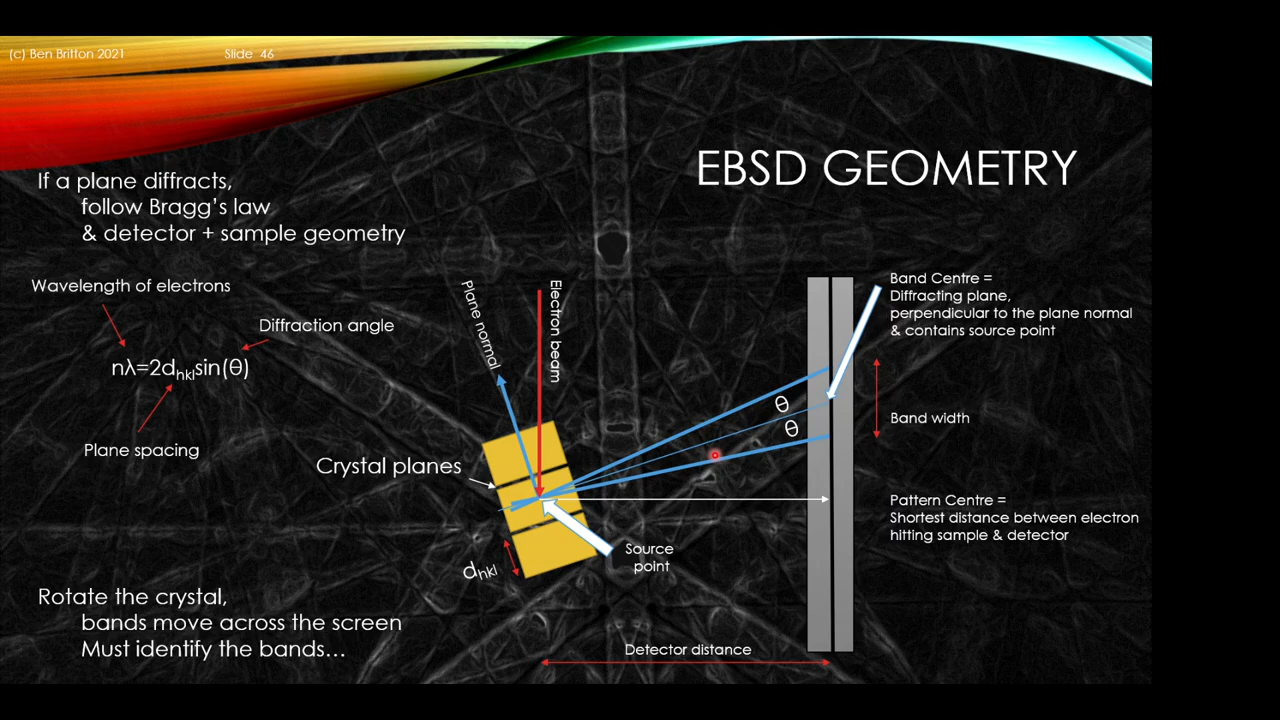 (c) Ben Britton 2021
Slide 46
EBSD GEOMETRY
If a plane diffracts,
follow Bragg's law
& detector + sample geometry
Wavelength of electrons
Diffraction angle
nλ=2dhklsin(θ)
Plane spacing
Plane normal
Electron beam
Crystal planes
dhkl
Source
point
θ
θ
Band Centre =
Diffracting plane,
perpendicular to the plane normal
& contains source point
Band width
Pattern Centre =
Shortest distance between electron
hitting sample & detector
Detector distance
Rotate the crystal,
bands move across the screen
Must identify the bands…